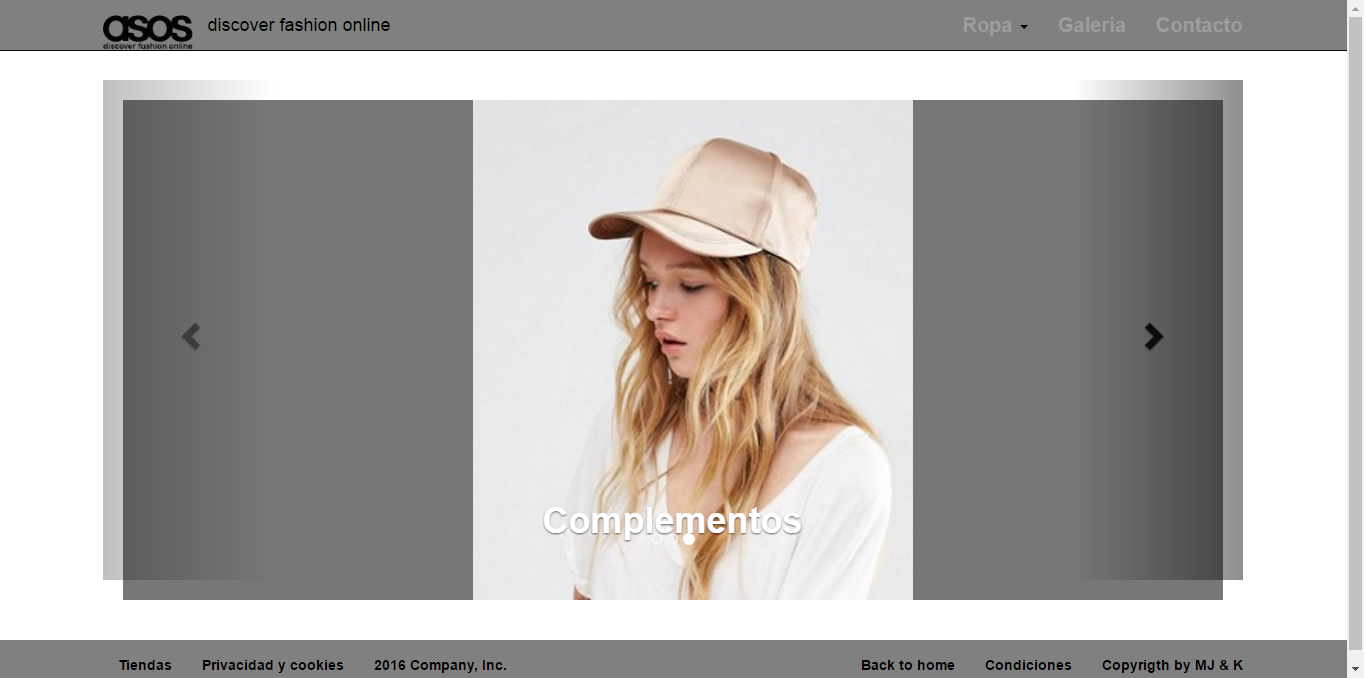 asos
discover fashion online
discover fashion online
Ropa
Galeria
Contacto
Complementos
Tiendas
Privacidad y cookies
2016 Company, Inc.
Back to home
Condiciones
Copyrigth by MJ & K